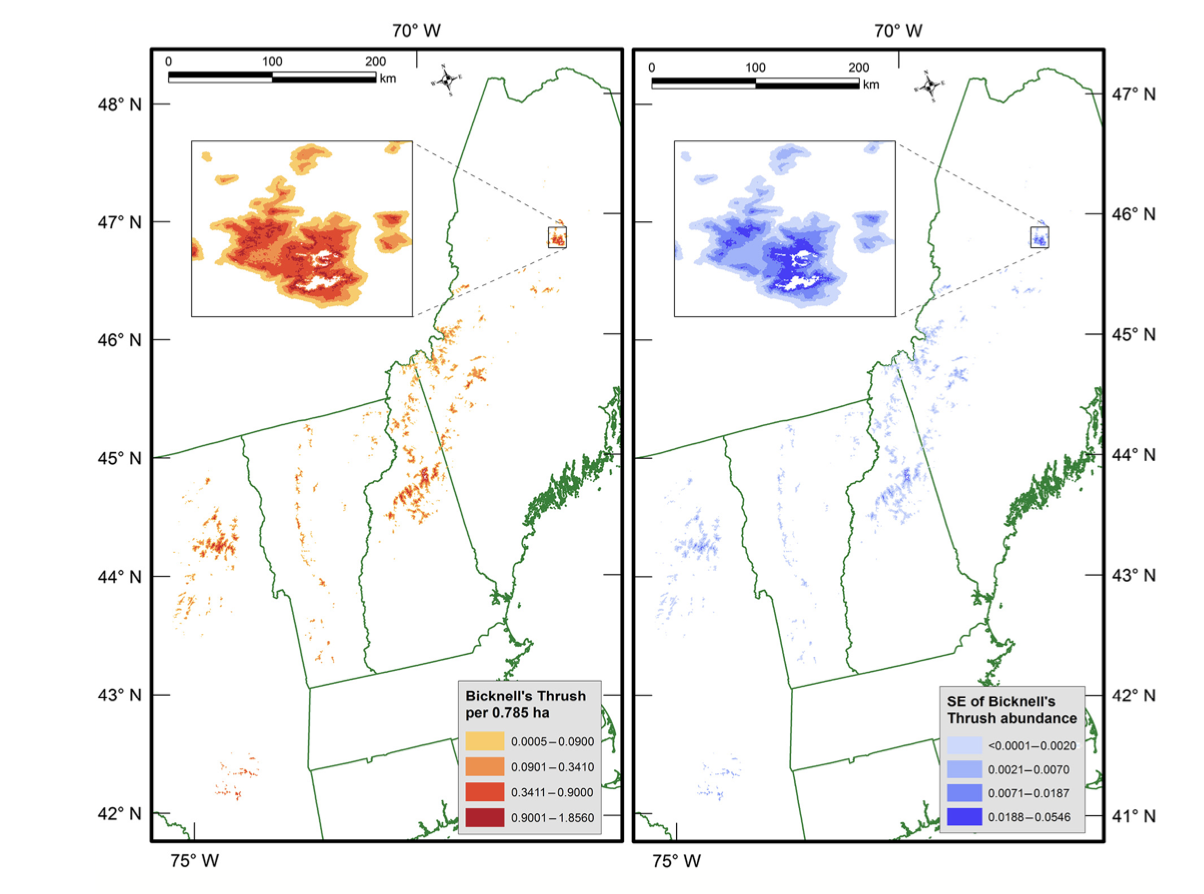 70° W
70° W
0 100 200
km
0 100 200
km
48° N
47° N
46° N
45° N
44° N
43° N
42° N
47° N
46° N
45° N
44° N
43° N
42° N
41° N
Bicknell's Thrush
per 0.785 ha
0.0005–0.0900
0.0901–0.3410
0.3411–0.9000
0.9001–1.8560
SE of Bicknell's
Thrush abundance
<0.0001–0.0020
0.0021–0.0070
0.0071–0.0187
0.0188–0.0546
75° W
75° W